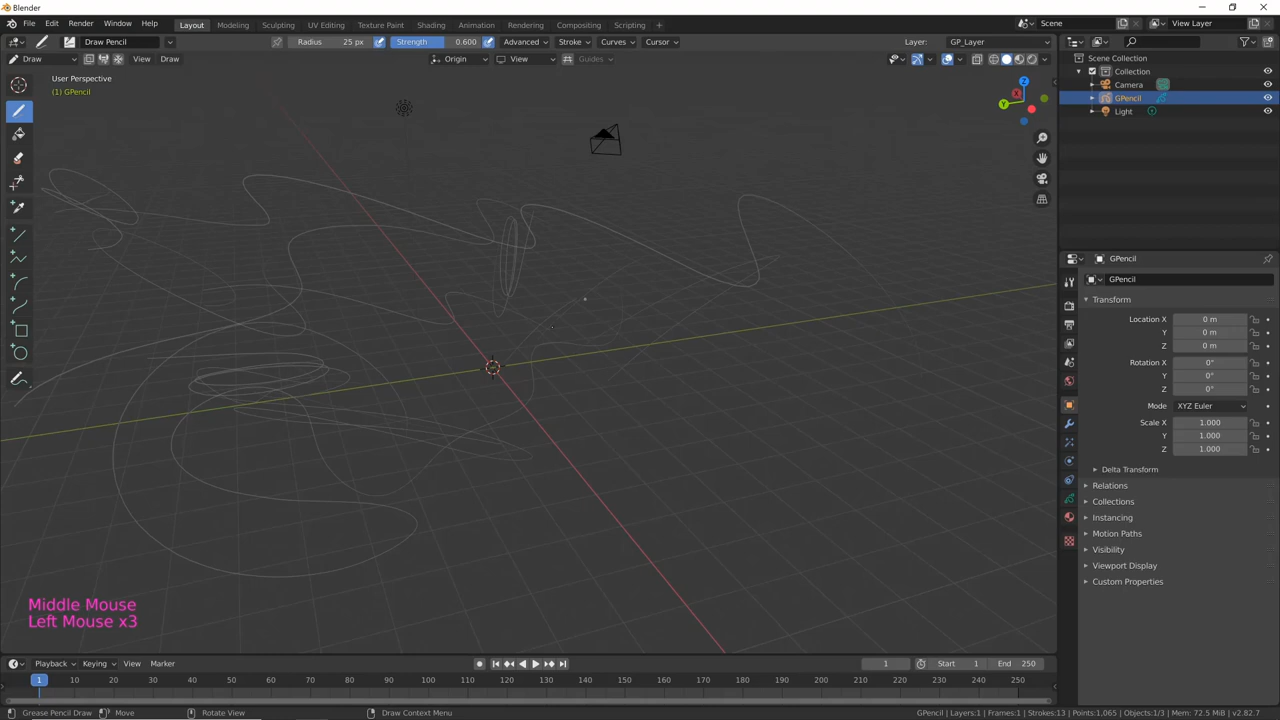 Blender
File Edit Render Window Help Layout Modeling Sculpting UV Editing Texture Paint Shading Animation Rendering Compositing Scripting + Scene View Layer
Draw Pencil Radius 25 px Strength 0.600 Advanced Stroke Curves Cursor Layer: GP_Layer
Draw View Draw Origin View Guides
User Perspective
(1) GPencil
Z
X
Y
Scene Collection
Collection
Camera
GPencil
Light
GPencil
GPencil
Transform
Location X 0 m
Y 0 m
Z 0 m
Rotation X 0°
Y 0°
Z 0°
Mode XYZ Euler
Scale X 1.000
Y 1.000
Z 1.000
Delta Transform
Relations
Collections
Instancing
Motion Paths
Visibility
Viewport Display
Custom Properties
Middle Mouse
Left Mouse x3
Playback Keying View Marker 1 Start 1 End 250
1 10 20 30 40 50 60 70 80 90 100 110 120 130 140 150 160 170 180 190 200 210 220 230 240 250
Grease Pencil Draw Move Rotate View Draw Context Menu GPencil | Layers:1 | Frames:1 | Strokes:13 | Points:1,065 | Objects:1/3 | Mem: 72.5 MiB | v2.82.7